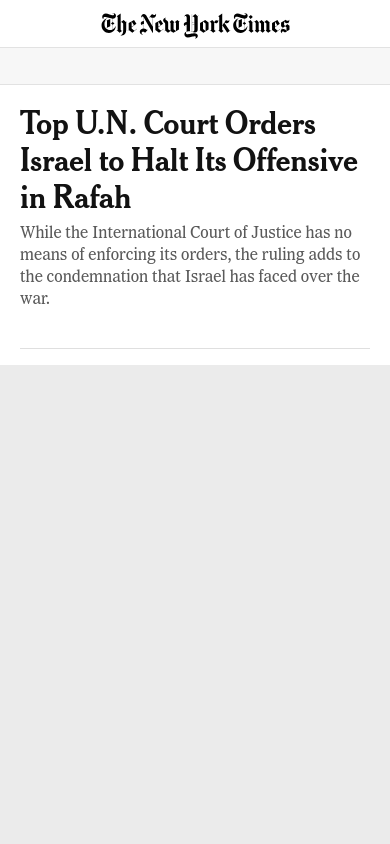 The New York Times
Top U.N. Court Orders
Israel to Halt Its Offensive
in Rafah
While the International Court of Justice has no
means of enforcing its orders, the ruling adds to
the condemnation that Israel has faced over the
war.